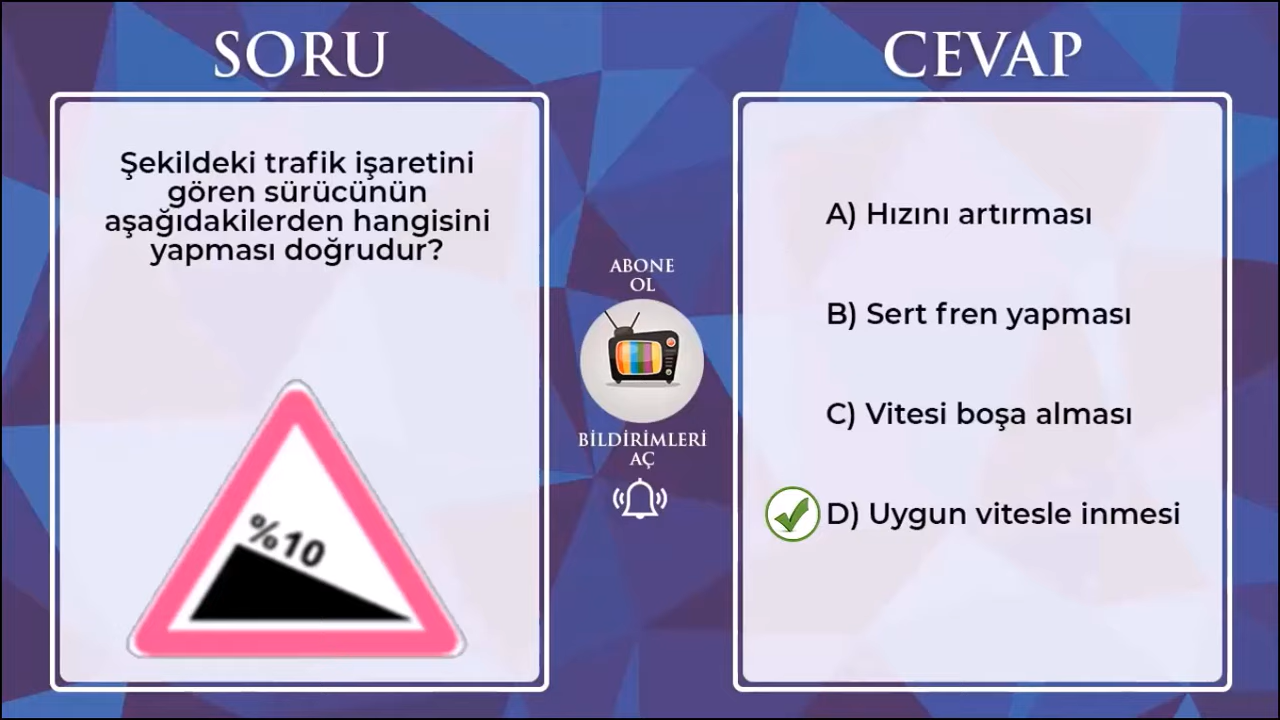 SORU
Şekildeki trafik işaretini
gören sürücünün
aşağıdakilerden hangisini
yapması doğrudur?
%10
ABONE
OL
BİLDİRİMLERİ
AÇ
CEVAP
A) Hızını artırması
B) Sert fren yapması
C) Vitesi boşa alması
D) Uygun vitesle inmesi